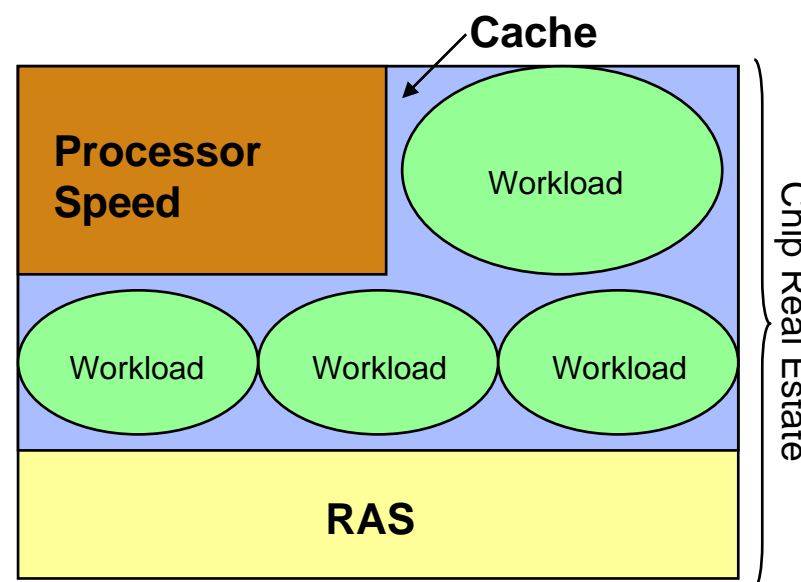 Cache
Processor
Speed
Workload
Workload
Workload
Workload
RAS
Chip Real Estate